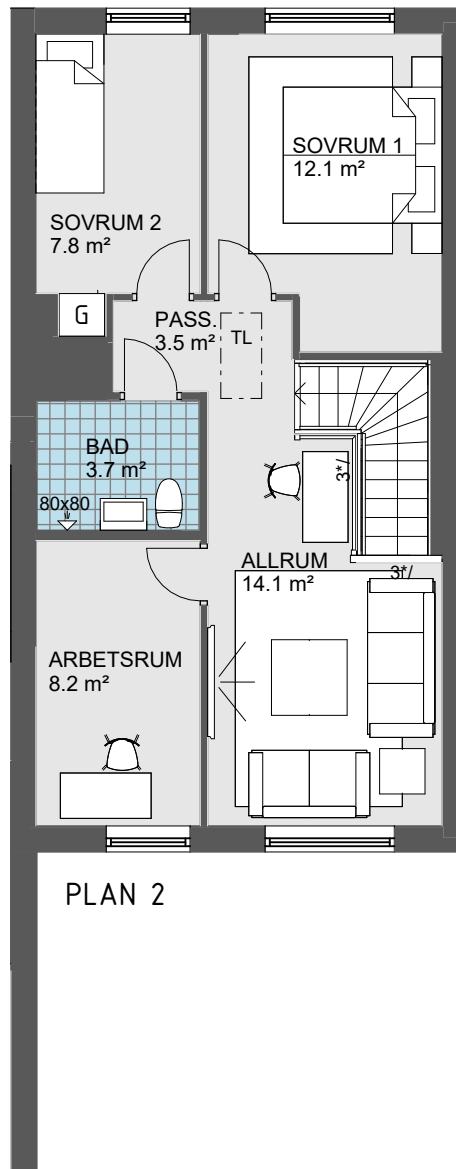 SOVRUM 1
12.1 m²
SOVRUM 2
7.8 m²
G
PASS.
3.5 m²
TL
BAD
3.7 m²
80x80
3*/
ALLRUM
14.1 m²
3*/
ARBETSRUM
8.2 m²
PLAN 2